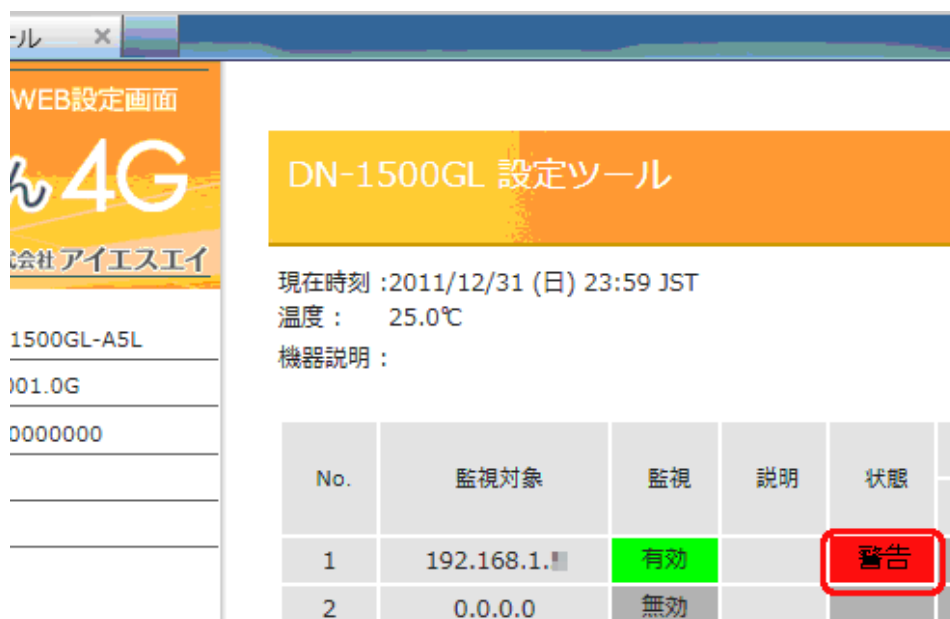 ール ×
WEB設定画面
ん4G
式会社 アイエスエイ
1500GL-A5L
001.0G
0000000
DN-1500GL 設定ツール
現在時刻 :2011/12/31 (日) 23:59 JST
温度 : 25.0℃
機器説明 :
No. 監視対象 監視 説明 状態
1 192.168.1. 有効 警告
2 0.0.0.0 無効